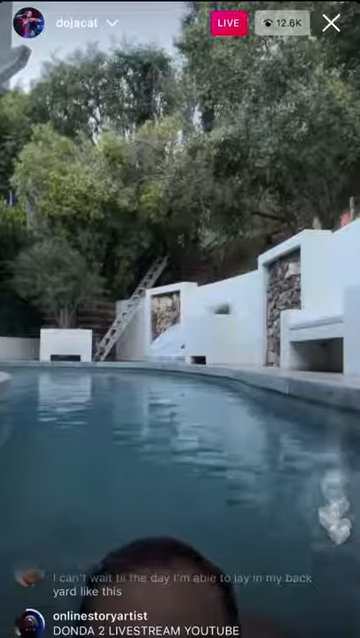 dojacat
LIVE
12.6K
I can't wait til the day I'm able to lay in my back
yard like this
onlinestoryartist
DONDA 2 LIVESTREAM YOUTUBE